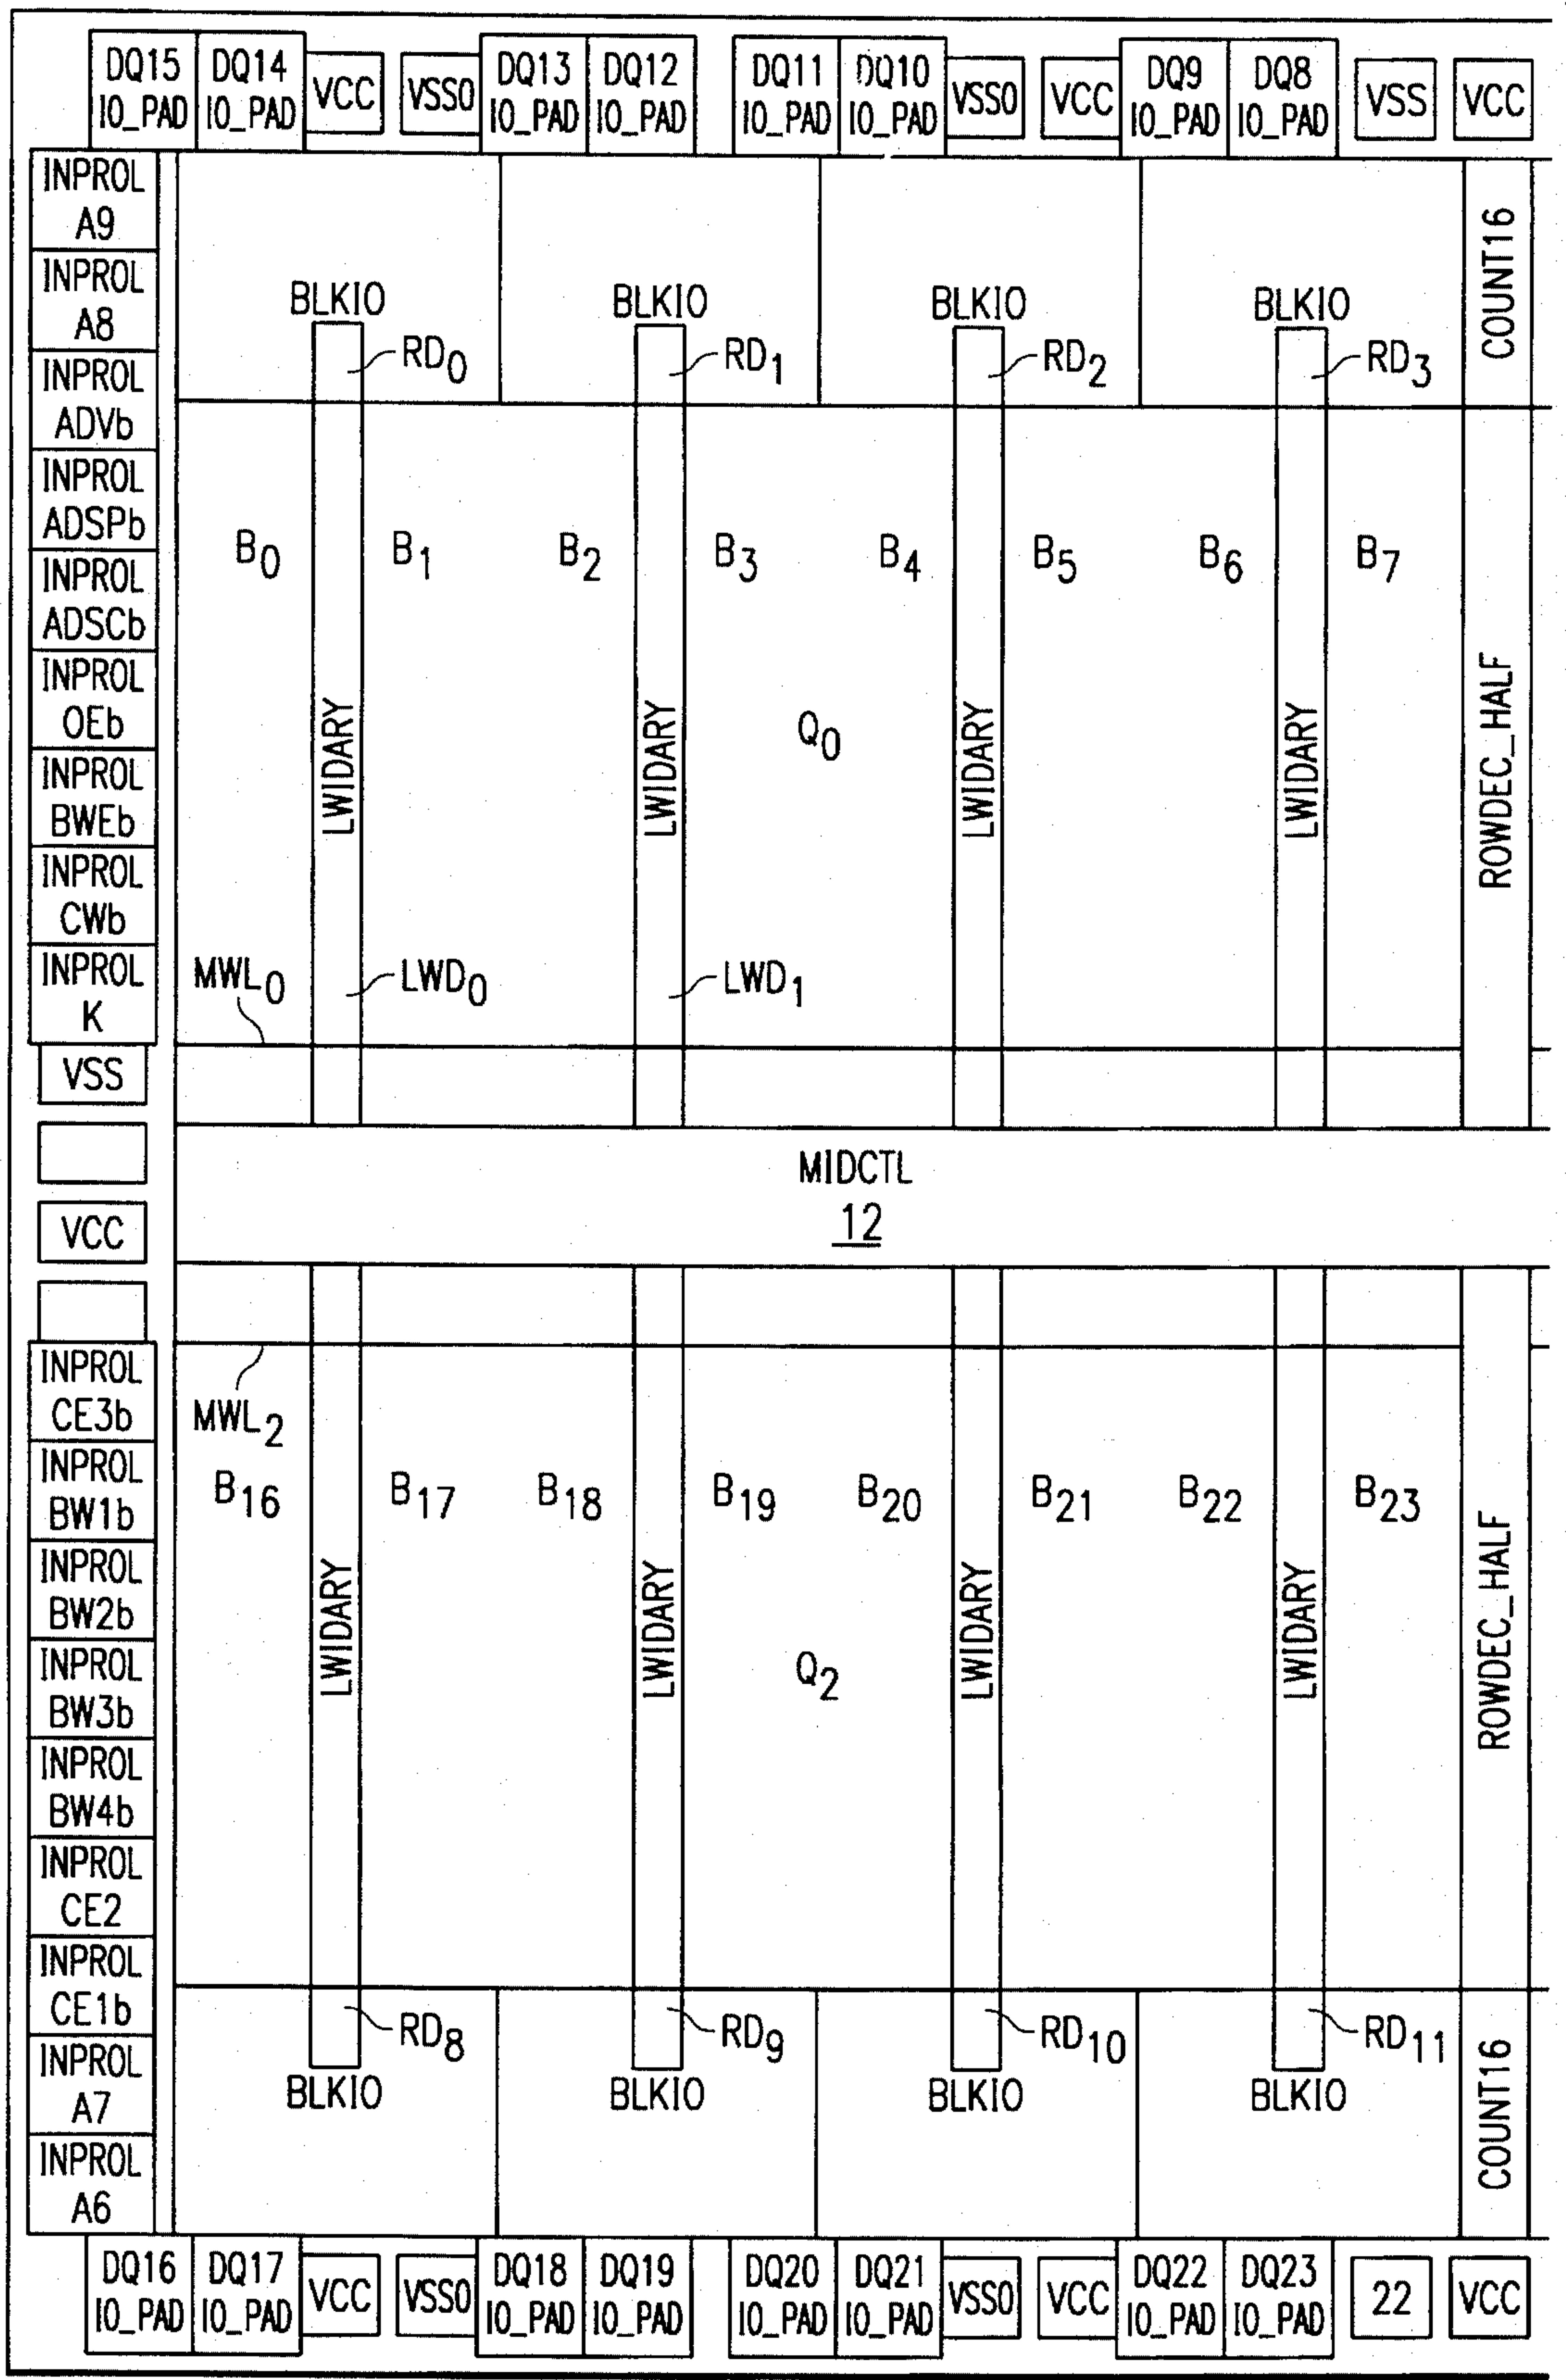 DQ15 IO_PAD
DQ14 IO_PAD
VCC
VSSQ
DQ13 IO_PAD
DQ12 IO_PAD
DQ11 IO_PAD
DQ10 IO_PAD
VSSQ
VCC
DQ9 IO_PAD
DQ8 IO_PAD
VSS
VCC
INPROL A9
INPROL A8
INPROL ADVb
INPROL ADSPb
INPROL ADSCb
INPROL OEb
INPROL BWEb
INPROL CWb
INPROL K
VSS
VCC
INPROL CE3b
INPROL BW1b
INPROL BW2b
INPROL BW3b
INPROL BW4b
INPROL CE2
INPROL CE1b
INPROL A7
INPROL A6
BLKIO
BLKIO
BLKIO
BLKIO
RD0
RD1
RD2
RD3
COUNT16
B0
B1
B2
B3
B4
B5
B6
B7
LWIDARY
LWIDARY
Q0
LWIDARY
LWIDARY
ROWDEC_HALF
MWL0
LWD0
LWD1
MIDCTL
12
MWL2
B16
B17
B18
B19
B20
B21
B22
B23
LWIDARY
LWIDARY
Q2
LWIDARY
LWIDARY
ROWDEC_HALF
RD8
RD9
RD10
RD11
BLKIO
BLKIO
BLKIO
BLKIO
COUNT16
DQ16 IO_PAD
DQ17 IO_PAD
VCC
VSSQ
DQ18 IO_PAD
DQ19 IO_PAD
DQ20 IO_PAD
DQ21 IO_PAD
VSSQ
VCC
DQ22 IO_PAD
DQ23 IO_PAD
22
VCC